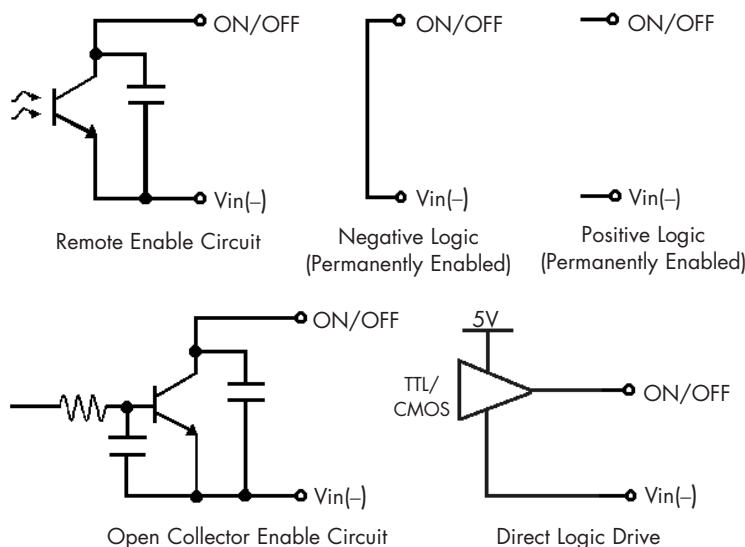 ON/OFF
Vin(–)
Remote Enable Circuit
ON/OFF
Vin(–)
Negative Logic
(Permanently Enabled)
ON/OFF
Vin(–)
Positive Logic
(Permanently Enabled)
ON/OFF
Vin(–)
Open Collector Enable Circuit
5V
TTL/
CMOS
ON/OFF
Vin(–)
Direct Logic Drive